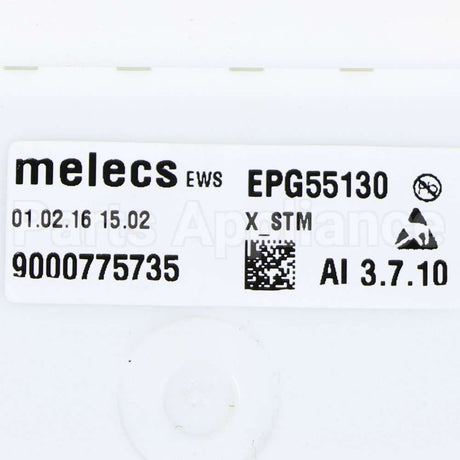 melecs EWS EPG55130
01.02.16 15.02 X_STM
9000775735 AI 3.7.10
Parts Appliance